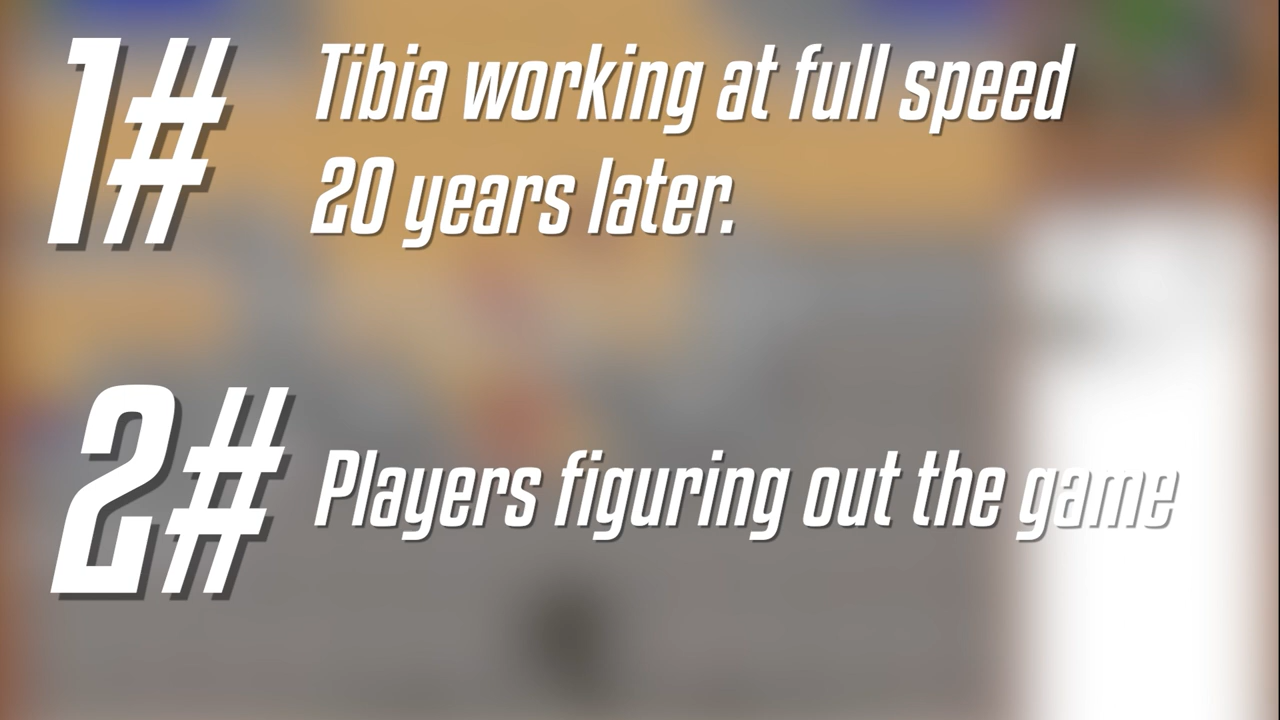 1#
Tibia working at full speed
20 years later.
2#
Players figuring out the game